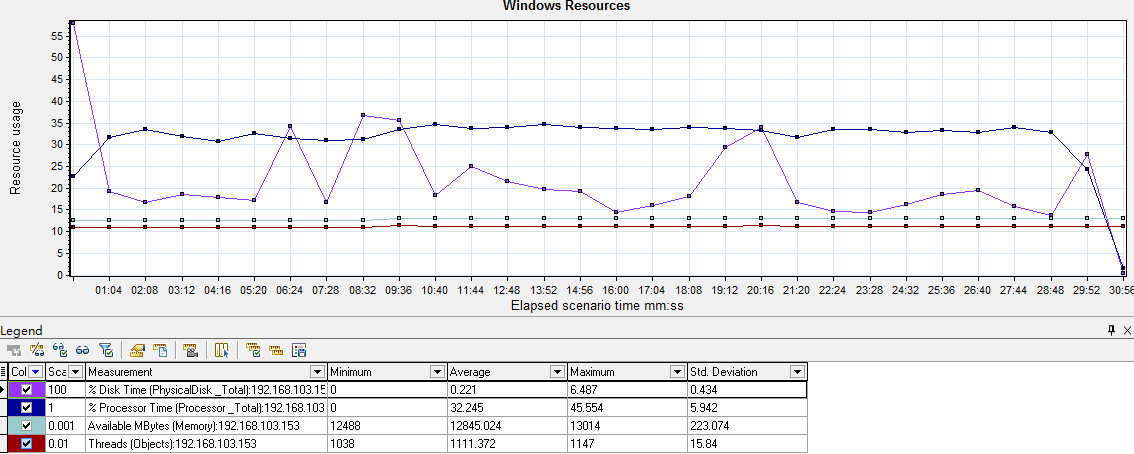 Windows Resources
55
50
45
40
35
30
25
20
15
10
5
0
Resource usage
01:04 02:08 03:12 04:16 05:20 06:24 07:28 08:32 09:36 10:40 11:44 12:48 13:52 14:56 16:00 17:04 18:08 19:12 20:16 21:20 22:24 23:28 24:32 25:36 26:40 27:44 28:48 29:52 30:56
Elapsed scenario time mm:ss
Legend
Col Sca Measurement Minimum Average Maximum Std. Deviation
100 % Disk Time (PhysicalDisk _Total):192.168.103.15 0 0.221 6.487 0.434
1 % Processor Time (Processor _Total):192.168.103 0 32.245 45.554 5.942
0.001 Available MBytes (Memory):192.168.103.153 12488 12845.024 13014 223.074
0.01 Threads (Objects):192.168.103.153 1038 1111.372 1147 15.84